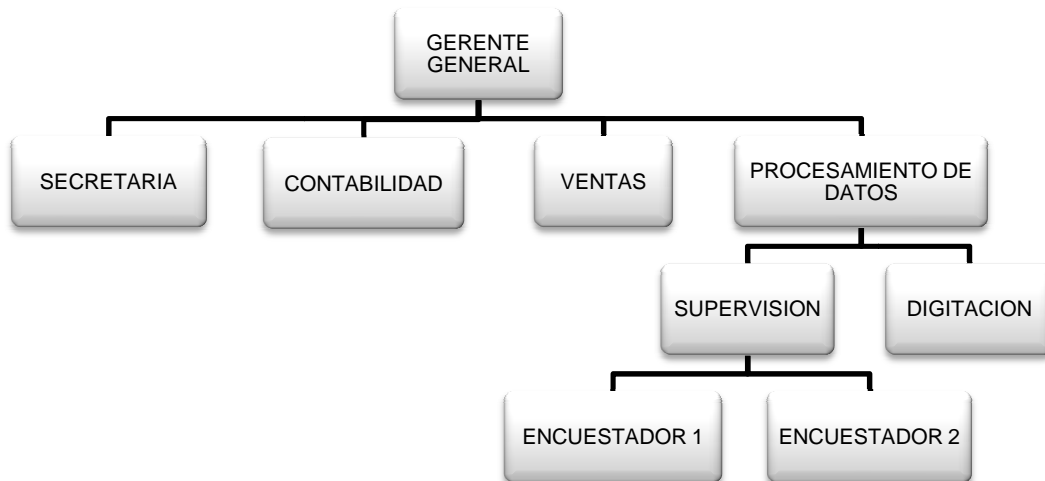 GERENTE
GENERAL
SECRETARIA
CONTABILIDAD
VENTAS
PROCESAMIENTO DE
DATOS
SUPERVISION
DIGITACION
ENCUESTADOR 1
ENCUESTADOR 2